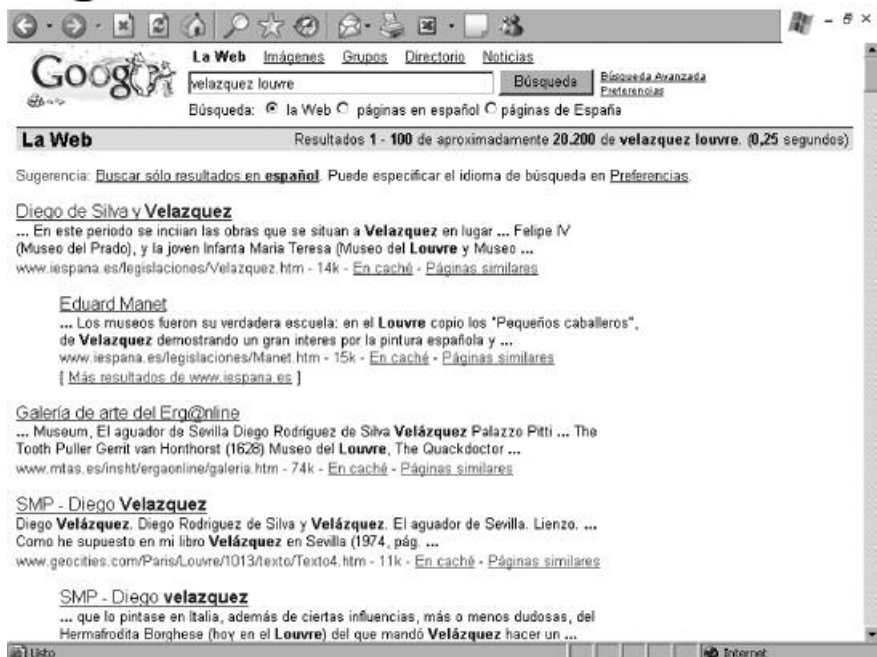 La Web Imágenes Grupos Directorio Noticias
Goog
velazquez louvre
Búsqueda
Búsqueda Avanzada
Preferencias
Búsqueda: la Web páginas en español páginas de España
La Web
Resultados 1 - 100 de aproximadamente 20.200 de velazquez louvre. (0,25 segundos)
Sugerencia: Buscar sólo resultados en español. Puede especificar el idioma de búsqueda en Preferencias.
Diego de Silva y Velazquez
... En este periodo se inciian las obras que se situan a Velazquez en lugar ... Felipe IV
(Museo del Prado), y la joven Infanta Maria Teresa (Museo del Louvre y Museo ...
www.iespana.es/legislaciones/Velazquez.htm - 14k - En caché - Páginas similares
Eduard Manet
... Los museos fueron su verdadera escuela: en el Louvre copio los "Pequeños caballeros",
de Velazquez demostrando un gran interes por la pintura española y ...
www.iespana.es/legislaciones/Manet.htm - 15k - En caché - Páginas similares
[ Más resultados de www.iespana.es ]
Galería de arte del Erg@nline
... Museum, El aguador de Sevilla Diego Rodríguez de Silva Velázquez Palazzo Pitti ... The
Tooth Puller Gerrit van Honthorst (1628) Museo del Louvre, The Quackdoctor ...
www.mtas.es/insht/ergaonline/galeria.htm - 74k - En caché - Páginas similares
SMP - Diego Velazquez
Diego Velázquez. Diego Rodriguez de Silva y Velázquez. El aguador de Sevilla. Lienzo. ...
Como he supuesto en mi libro Velázquez en Sevilla (1974, pág. ...
www.geocities.com/Paris/Louvre/1013/texto/Texto4.htm - 11k - En caché - Páginas similares
SMP - Diego velazquez
... que lo pintase en Italia, además de ciertas influencias, más o menos dudosas, del
Hermafrodita Borghese (hoy en el Louvre) del que mandó Velázquez hacer un ...
Listo
Internet